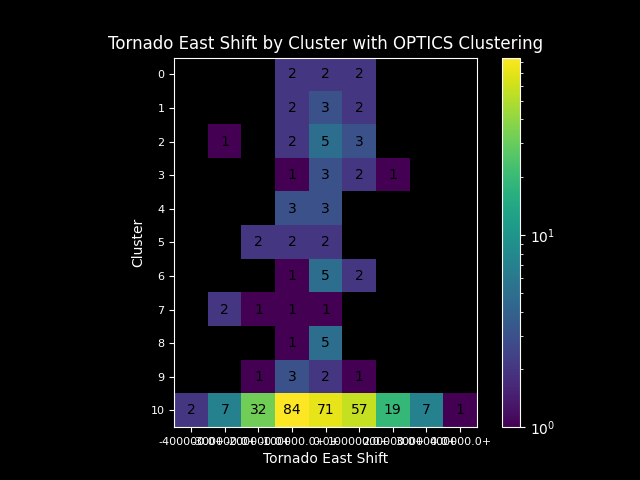 Tornado East Shift by Cluster with OPTICS Clustering
Cluster
0 2 2 2
1 2 3 2
2 1 2 5 3
3 1 3 2 1
4 3 3
5 2 2 2
6 1 5 2
7 2 1 1 1
8 1 5
9 1 3 2 1
10 2 7 32 84 71 57 19 7 1
Tornado East Shift
10¹
10⁰